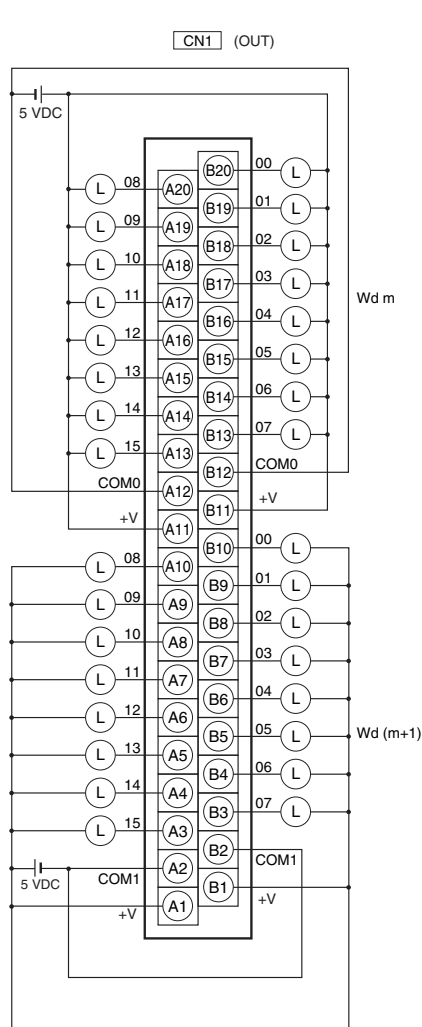 CN1 (OUT)
5 VDC
B20 00 L
L 08 A20
B19 01 L
L 09 A19
B18 02 L
L 10 A18
B17 03 L
L 11 A17
Wd m
B16 04 L
L 12 A16
B15 05 L
L 13 A15
B14 06 L
L 14 A14
B13 07 L
L 15 A13
B12 COM0
COM0 A12
B11 +V
+V A11
B10 00 L
L 08 A10
B9 01 L
L 09 A9
B8 02 L
L 10 A8
B7 03 L
L 11 A7
B6 04 L
L 12 A6
B5 05 L
Wd (m+1)
L 13 A5
B4 06 L
L 14 A4
B3 07 L
L 15 A3
B2 COM1
5 VDC COM1 A2
B1 +V
+V A1